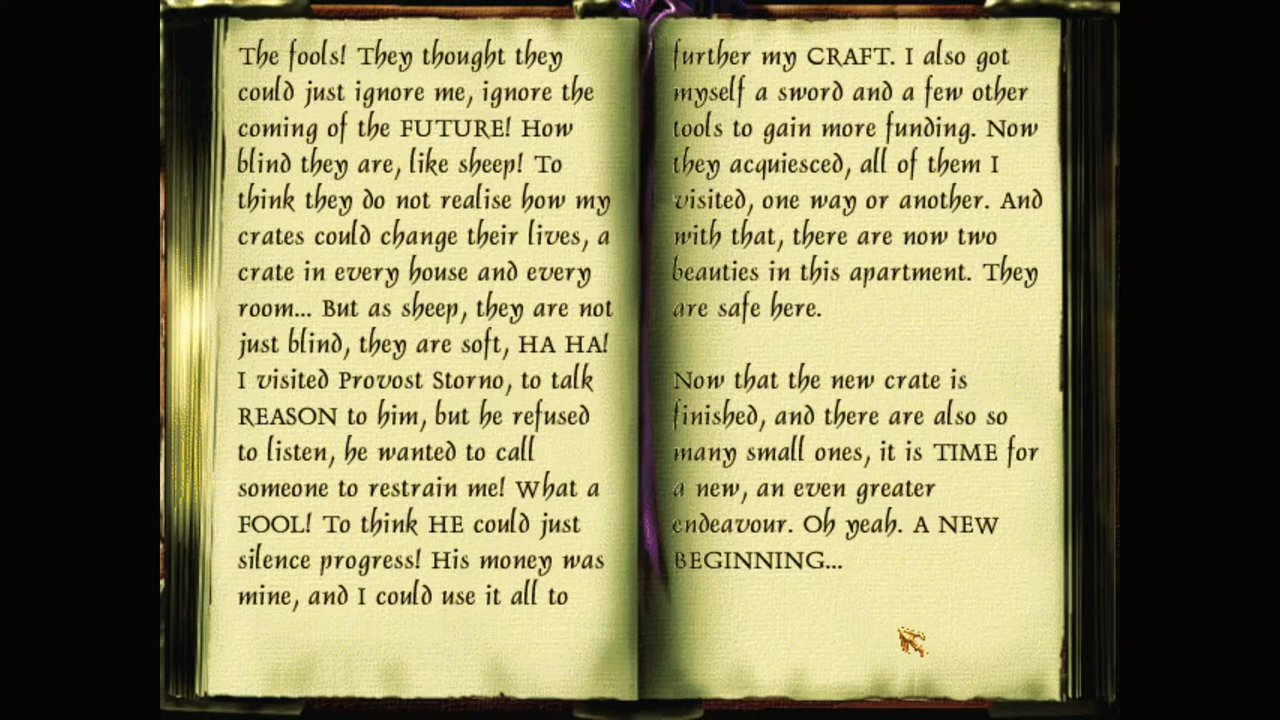 The fools! They thought they
could just ignore me, ignore the
coming of the FUTURE! How
blind they are, like sheep! To
think they do not realise how my
crates could change their lives, a
crate in every house and every
room... But as sheep, they are not
just blind, they are soft, HA HA!
I visited Provost Storno, to talk
REASON to him, but he refused
to listen, he wanted to call
someone to restrain me! What a
FOOL! To think HE could just
silence progress! His money was
mine, and I could use it all to
further my CRAFT. I also got
myself a sword and a few other
tools to gain more funding. Now
they acquiesced, all of them I
visited, one way or another. And
with that, there are now two
beauties in this apartment. They
are safe here.
Now that the new crate is
finished, and there are also so
many small ones, it is TIME for
a new, an even greater
endeavour. Oh yeah. A NEW
BEGINNING...